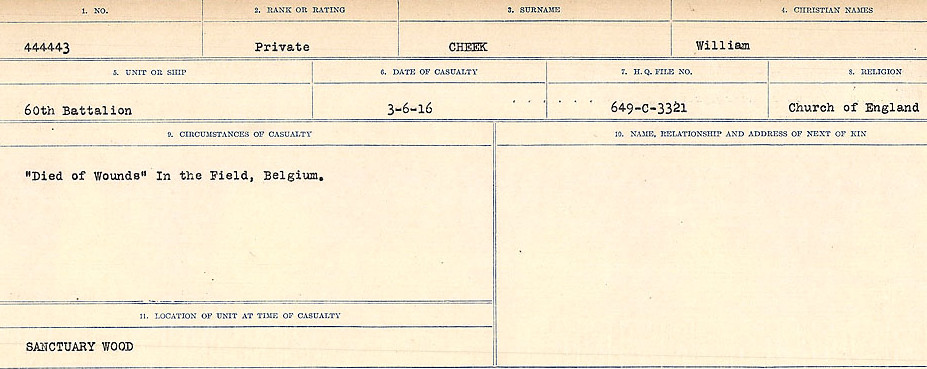 1. NO. 2. RANK OR RATING 3. SURNAME 4. CHRISTIAN NAMES
444443 Private CHEEK William
5. UNIT OR SHIP 6. DATE OF CASUALTY 7. H. Q. FILE NO. 8. RELIGION
60th Battalion 3-6-16 649-C-3321 Church of England
9. CIRCUMSTANCES OF CASUALTY 10. NAME, RELATIONSHIP AND ADDRESS OF NEXT OF KIN
"Died of Wounds" In the Field, Belgium.
11. LOCATION OF UNIT AT TIME OF CASUALTY
SANCTUARY WOOD